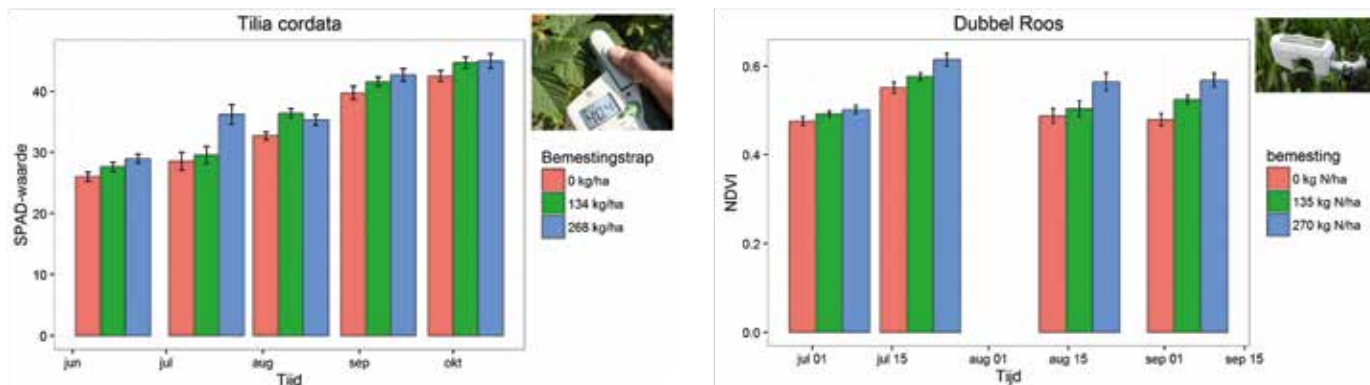 Tilia cordata
SPAD-waarde
40
30
20
10
0
jun
jul
aug
sep
okt
Tijd
Bemestingstrap
0 kg/ha
134 kg/ha
268 kg/ha
Dubbel Roos
NDVI
0.6
0.4
0.2
0.0
jul 01
jul 15
aug 01
aug 15
sep 01
sep 15
Tijd
bemesting
0 kg N/ha
135 kg N/ha
270 kg N/ha